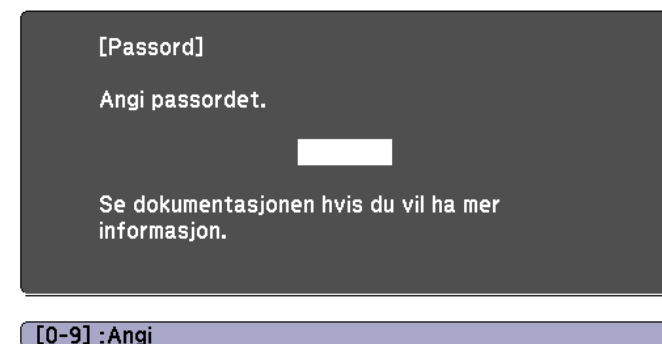 [Passord]
Angi passordet.
Se dokumentasjonen hvis du vil ha mer
informasjon.
[0-9] :Angi